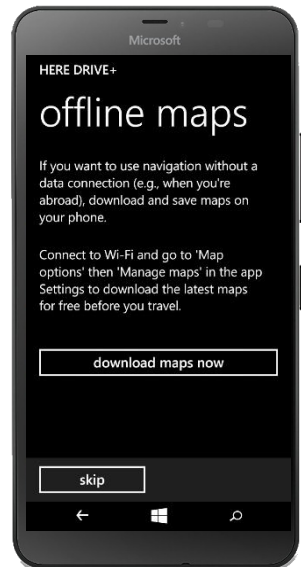 Microsoft
HERE DRIVE+
offline maps
If you want to use navigation without a
data connection (e.g., when you're
abroad), download and save maps on
your phone.
Connect to Wi-Fi and go to 'Map
options' then 'Manage maps' in the app
Settings to download the latest maps
for free before you travel.
download maps now
skip